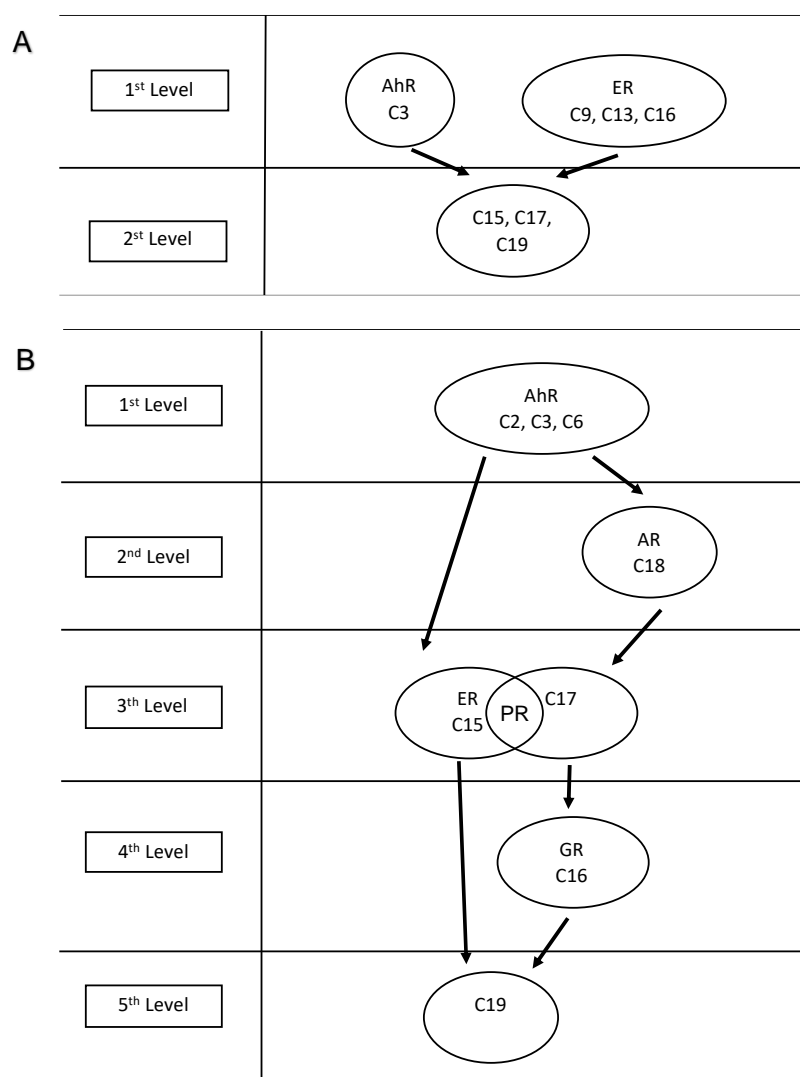 A
1st Level
AhR
C3
ER
C9, C13, C16
2st Level
C15, C17,
C19
B
1st Level
AhR
C2, C3, C6
2nd Level
AR
C18
3th Level
ER
C15
PR
C17
4th Level
GR
C16
5th Level
C19